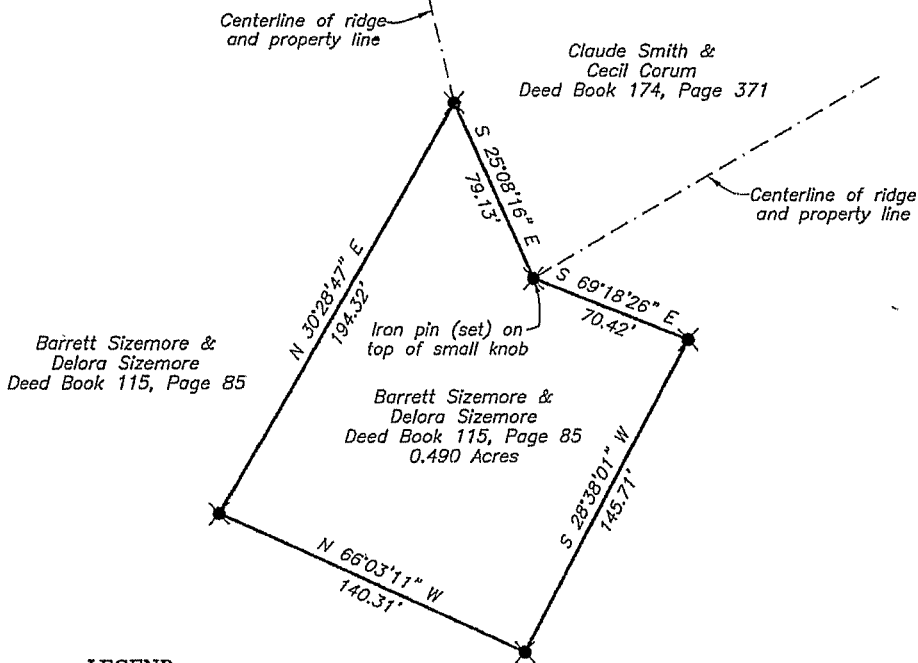 Centerline of ridge
and property line
Claude Smith &
Cecil Corum
Deed Book 174, Page 371
S 25°08'16" E
79.13'
Centerline of ridge
and property line
S 69°18'26" E
70.42'
N 30°28'47" E
194.32'
Iron pin (set) on
top of small knob
Barrett Sizemore &
Delora Sizemore
Deed Book 115, Page 85
Barrett Sizemore &
Delora Sizemore
Deed Book 115, Page 85
0.490 Acres
S 28°38'01" W
145.71'
N 66°03'11" W
140.31'
LEGEND